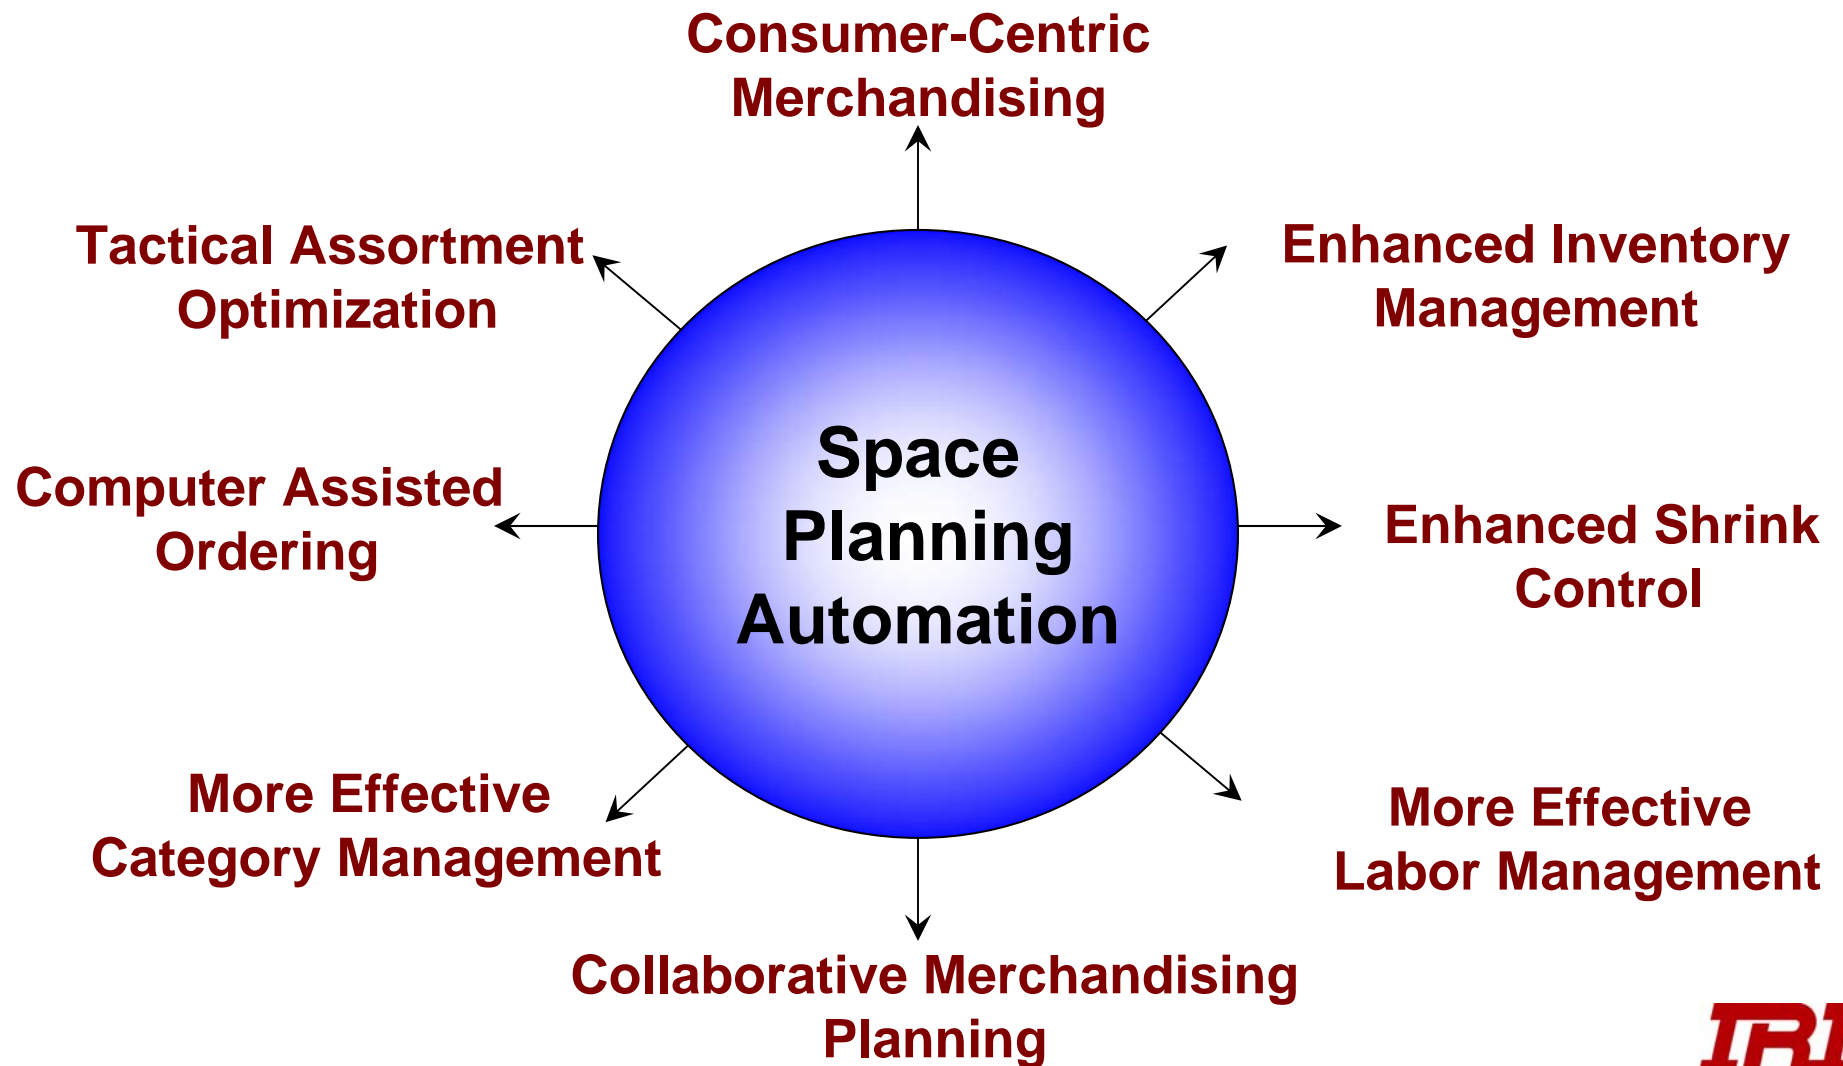 Consumer-Centric
Merchandising
Tactical Assortment
Optimization
Enhanced Inventory
Management
Space
Planning
Automation
Computer Assisted
Ordering
Enhanced Shrink
Control
More Effective
Category Management
More Effective
Labor Management
Collaborative Merchandising
Planning
IRI